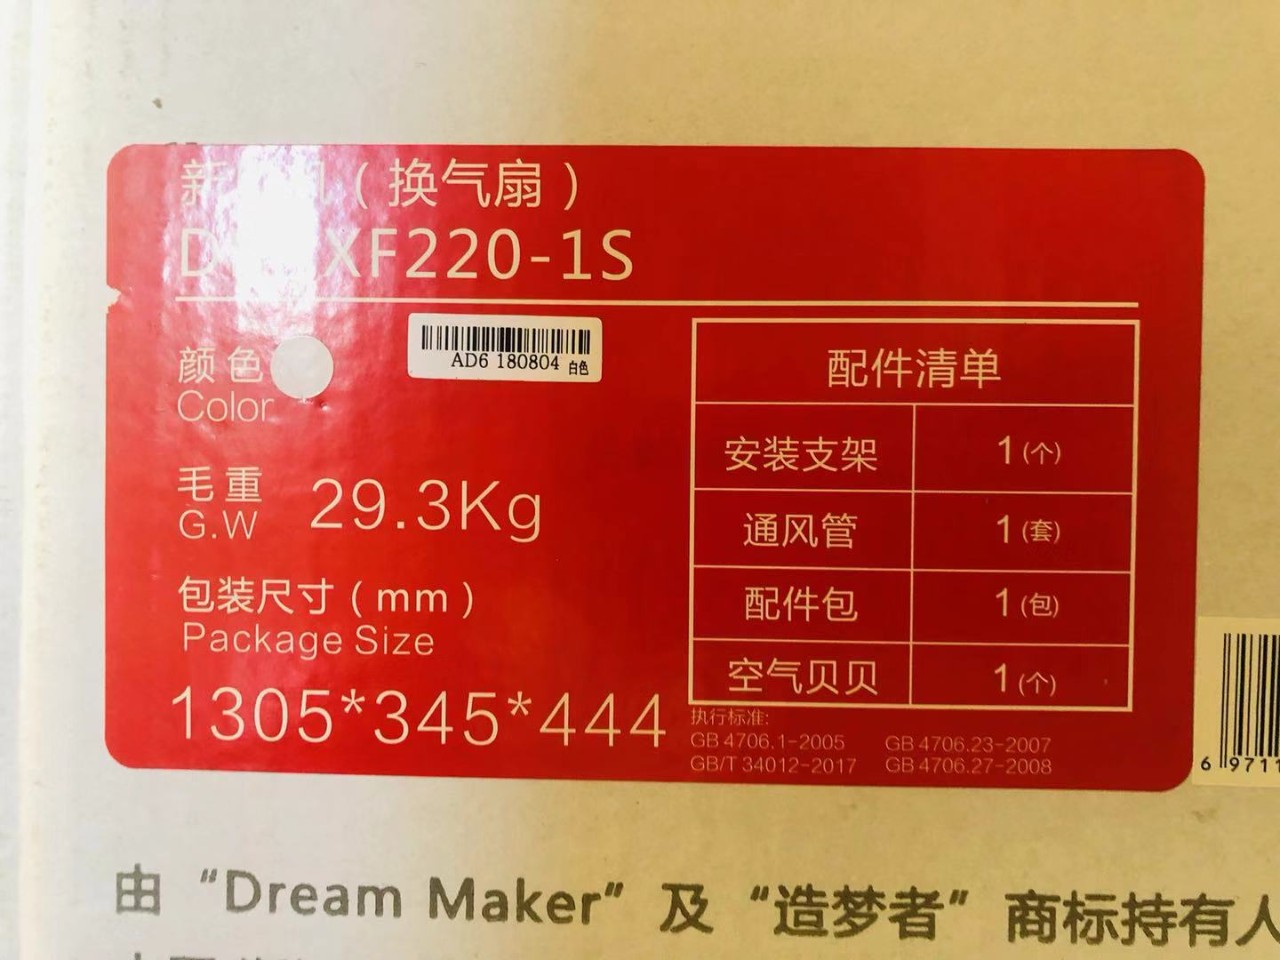 新 机（换气扇）
XF220-1S
颜色
Color
AD6 180804 白色
毛重
G.W
29.3Kg
包装尺寸（mm）
Package Size
1305*345*444
配件清单
安装支架 1(个)
通风管 1(套)
配件包 1(包)
空气贝贝 1(个)
执行标准:
GB 4706.1-2005 GB 4706.23-2007
GB/T 34012-2017 GB 4706.27-2008
6 9711
由“Dream Maker”及“造梦者”商标持有人